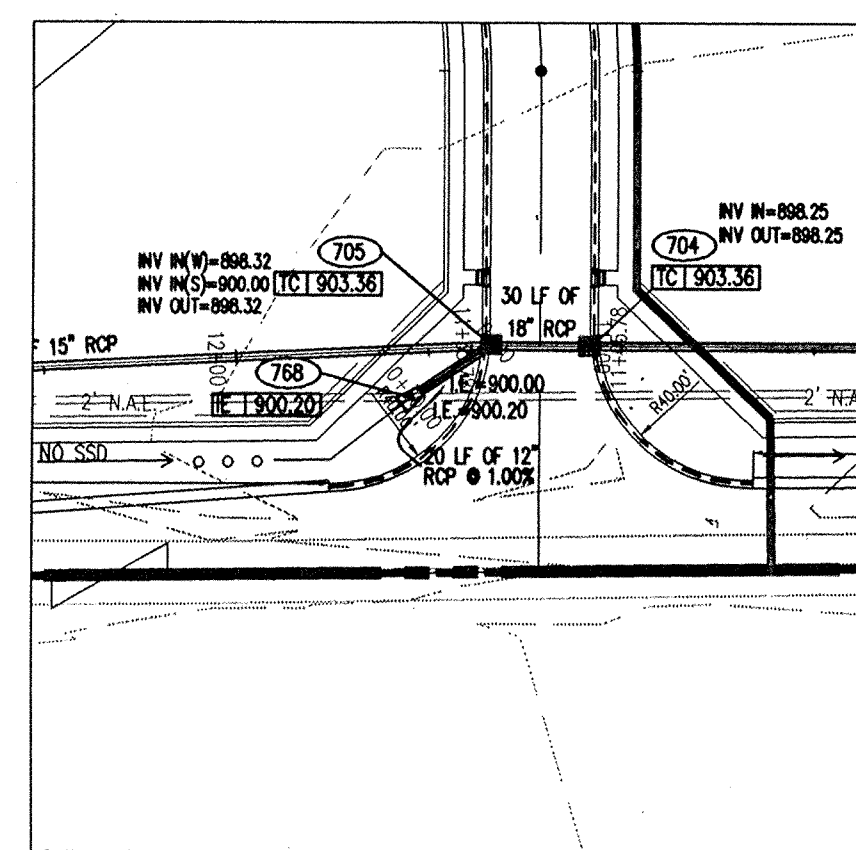 INV IN=898.25
INV OUT=898.25
704
TC 903.36
INV IN(W)=898.32
INV IN(S)=900.00
INV OUT=898.32
705
TC 903.36
30 LF OF
18" RCP
15" RCP
12+00
768
IE 900.20
I.E.=900.00
I.E.=900.20
2' N.A.E.
R40.00'
2' N.A
NO SSD
20 LF OF 12"
RCP @ 1.00%